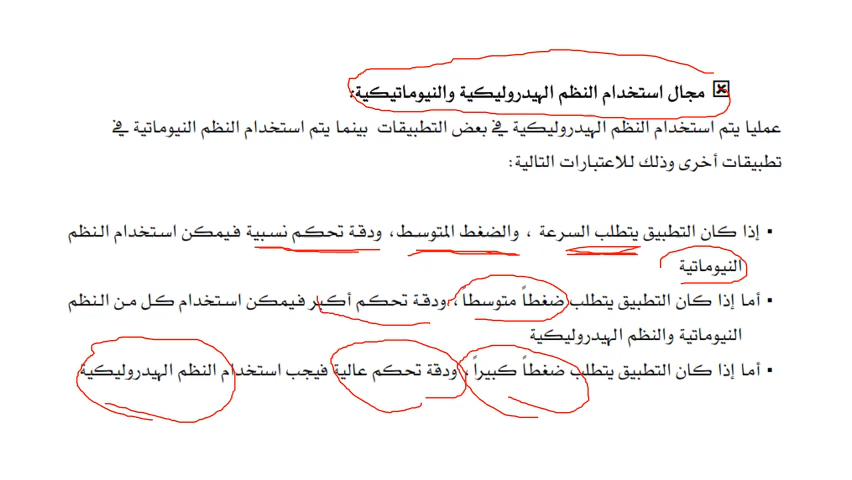 مجال استخدام النظم الهيدروليكية والنيوماتيكية:
عمليا يتم استخدام النظم الهيدروليكية في بعض التطبيقات بينما يتم استخدام النظم النيوماتية في
تطبيقات أخرى وذلك للاعتبارات التالية:
▪ إذا كان التطبيق يتطلب السرعة ، والضغط المتوسط، ودقة تحكم نسبية فيمكن استخدام النظم
النيوماتية
▪ أما إذا كان التطبيق يتطلب ضغطاً متوسطاً ، ودقة تحكم أكبر فيمكن استخدام كل من النظم
النيوماتية والنظم الهيدروليكية
▪ أما إذا كان التطبيق يتطلب ضغطاً كبيراً ، ودقة تحكم عالية فيجب استخدام النظم الهيدروليكية